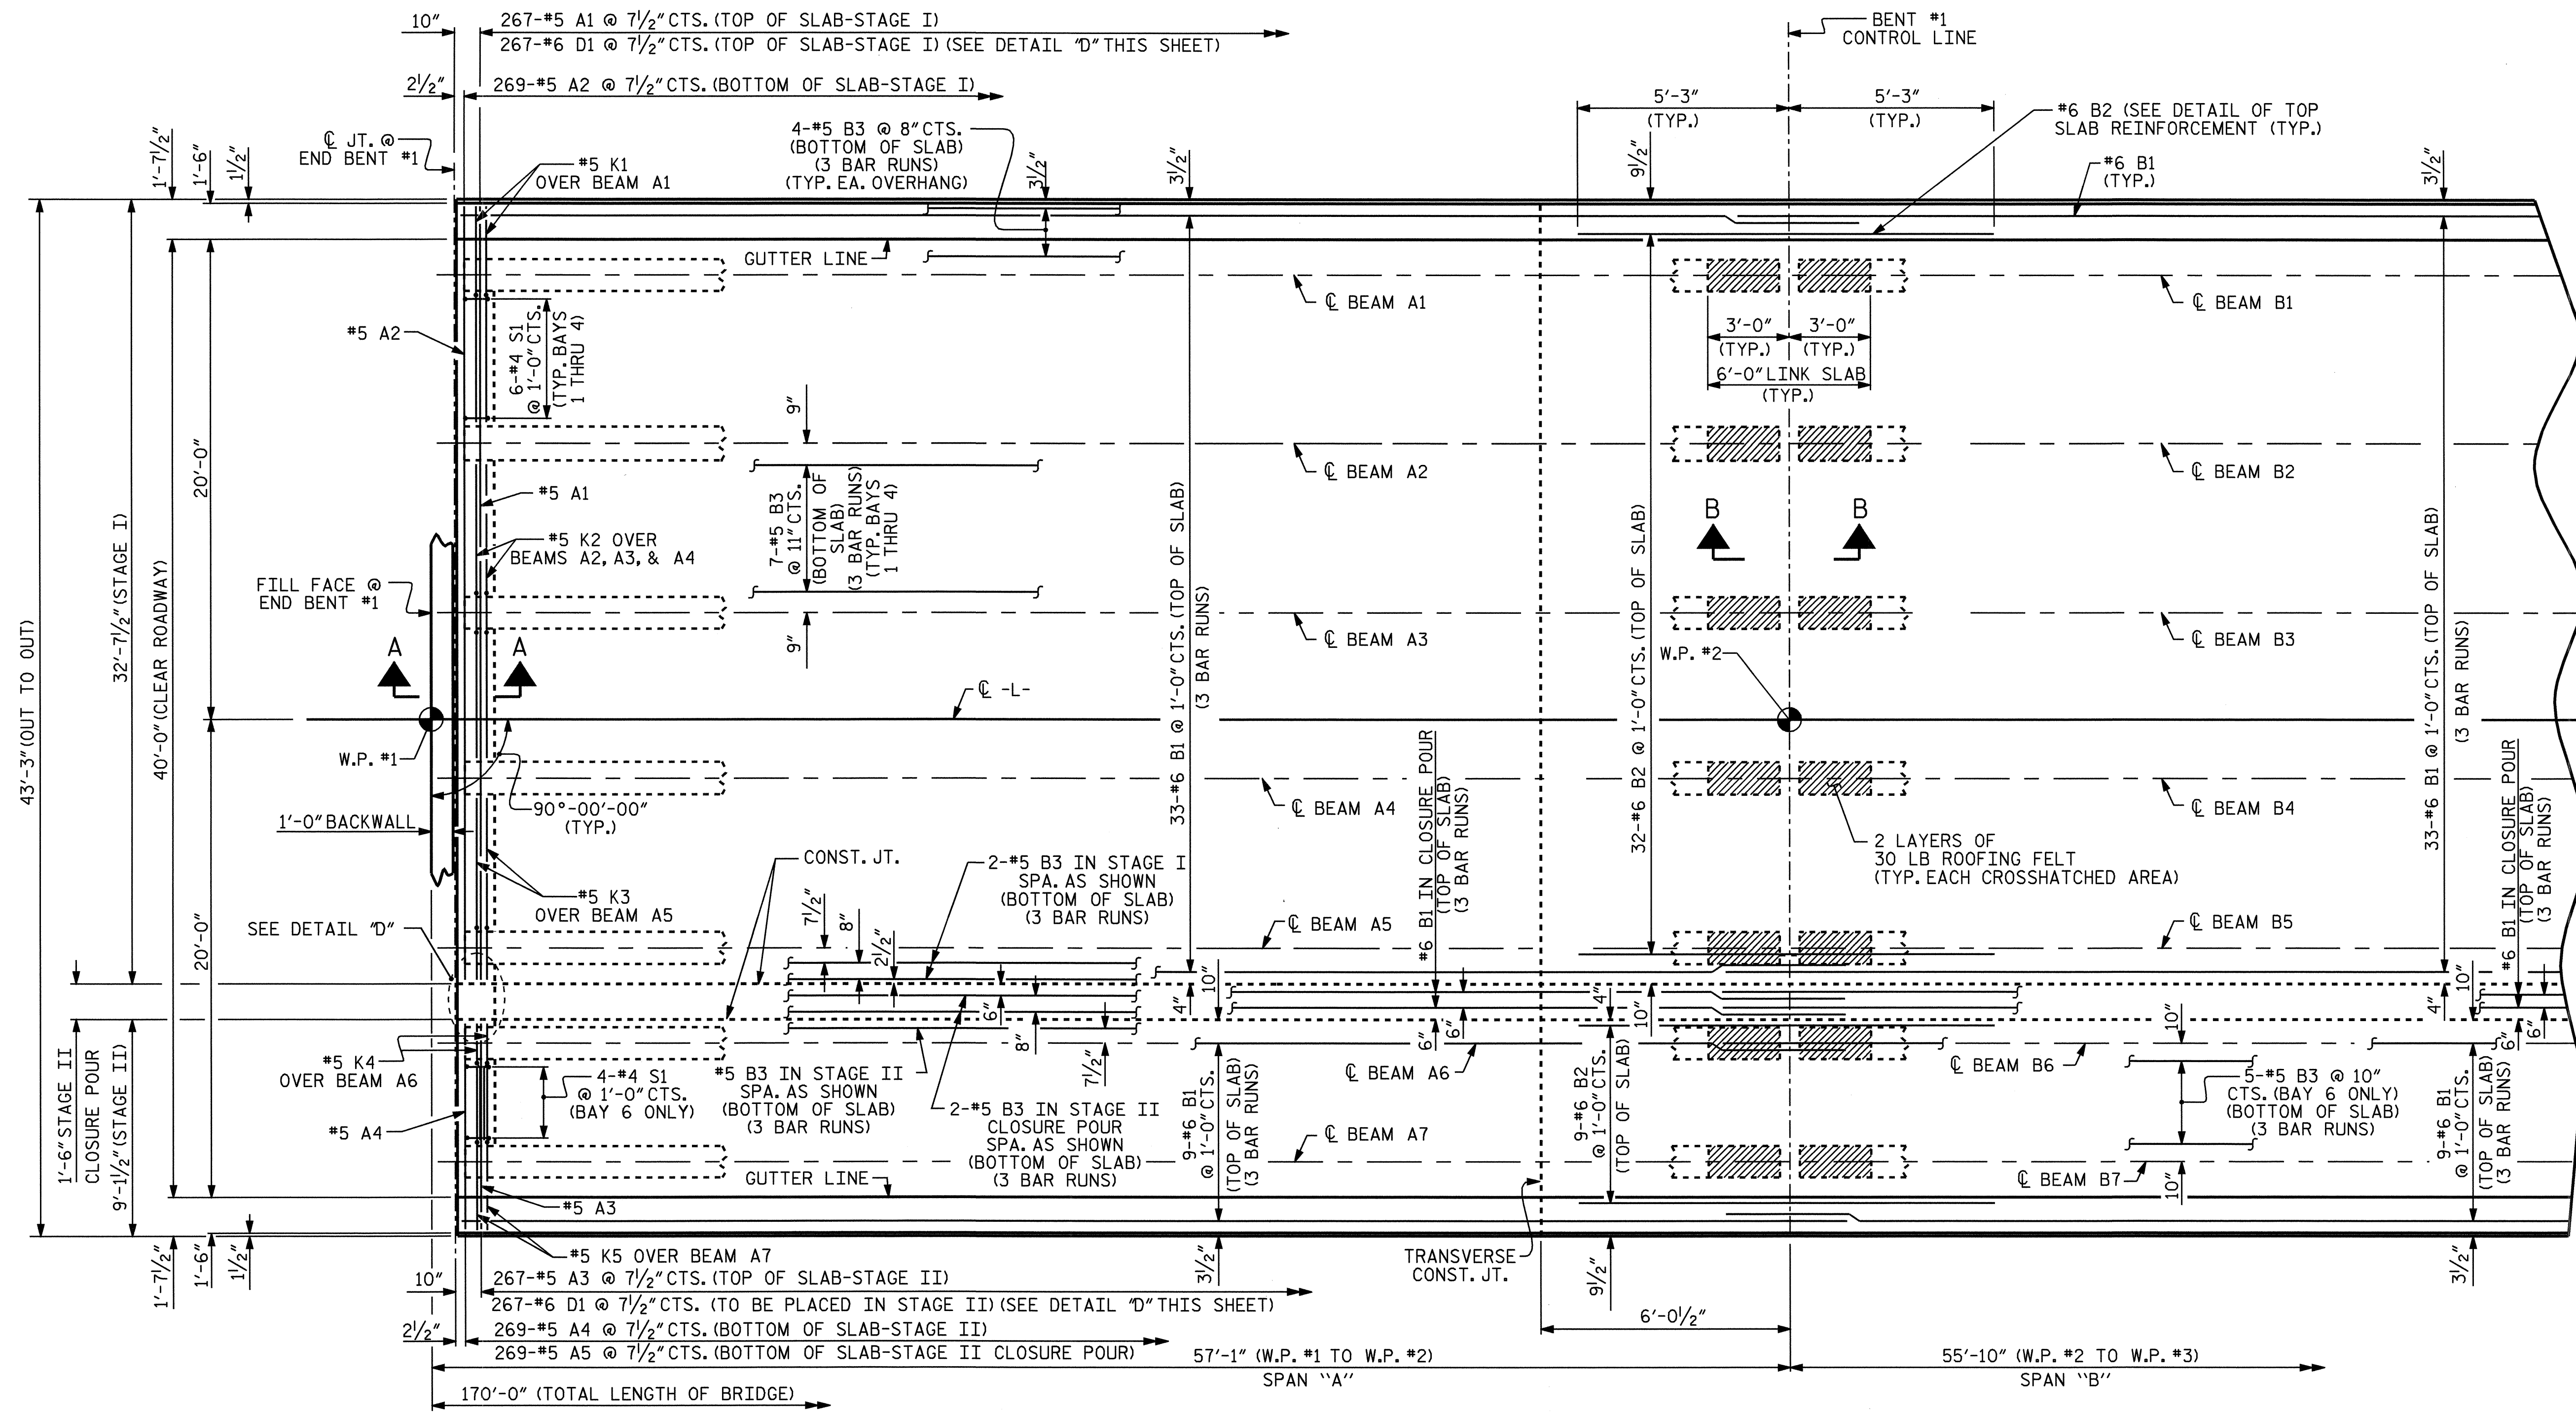 10"
267-#5 A1 @ 7½" CTS. (TOP OF SLAB-STAGE I)
267-#6 D1 @ 7½" CTS. (TOP OF SLAB-STAGE I) (SEE DETAIL "D" THIS SHEET)
2½"
269-#5 A2 @ 7½" CTS. (BOTTOM OF SLAB-STAGE I)
BENT #1
CONTROL LINE
5'-3"
(TYP.)
5'-3"
(TYP.)
#6 B2 (SEE DETAIL OF TOP
SLAB REINFORCEMENT (TYP.)
1'-7½"
1'-6"
1½"
℄ JT. @
END BENT #1
#5 K1
OVER BEAM A1
4-#5 B3 @ 8" CTS.
(BOTTOM OF SLAB)
(3 BAR RUNS)
(TYP. EA. OVERHANG)
3½"
3½"
9½"
#6 B1
(TYP.)
3½"
GUTTER LINE
℄ BEAM A1
℄ BEAM B1
#5 A2
6-#4 S1
@ 1'-0" CTS.
(TYP. BAYS
1 THRU 4)
3'-0"
(TYP.)
3'-0"
(TYP.)
6'-0" LINK SLAB
(TYP.)
9"
℄ BEAM A2
℄ BEAM B2
#5 A1
7-#5 B3
@ 11" CTS.
(BOTTOM OF
SLAB)
(3 BAR RUNS)
(TYP. BAYS
1 THRU 4)
9"
#5 K2 OVER
BEAMS A2, A3, & A4
B
B
FILL FACE @
END BENT #1
A
A
℄ BEAM A3
℄ BEAM B3
W.P. #2
43'-3" (OUT TO OUT)
32'-7½" (STAGE I)
40'-0" (CLEAR ROADWAY)
20'-0"
20'-0"
℄ -L-
33-#6 B1 @ 1'-0" CTS. (TOP OF SLAB)
(3 BAR RUNS)
32-#6 B2 @ 1'-0" CTS. (TOP OF SLAB)
33-#6 B1 @ 1'-0" CTS. (TOP OF SLAB)
(3 BAR RUNS)
W.P. #1
90°-00'-00"
(TYP.)
1'-0" BACKWALL
℄ BEAM A4
℄ BEAM B4
#6 B1 IN CLOSURE POUR
(TOP OF SLAB)
(3 BAR RUNS)
#6 B1 IN CLOSURE POUR
(TOP OF SLAB)
(3 BAR RUNS)
2 LAYERS OF
30 LB ROOFING FELT
(TYP. EACH CROSSHATCHED AREA)
CONST. JT.
2-#5 B3 IN STAGE I
SPA. AS SHOWN
(BOTTOM OF SLAB)
(3 BAR RUNS)
#5 K3
OVER BEAM A5
7½"
8"
2½"
℄ BEAM A5
℄ BEAM B5
SEE DETAIL "D"
6"
8"
7½"
4"
10"
6"
6"
4"
10"
10"
4"
10"
6"
6"
1'-6" STAGE II
CLOSURE POUR
9'-1½" (STAGE II)
#5 K4
OVER BEAM A6
4-#4 S1
@ 1'-0" CTS.
(BAY 6 ONLY)
#5 B3 IN STAGE II
SPA. AS SHOWN
(BOTTOM OF SLAB)
(3 BAR RUNS)
2-#5 B3 IN STAGE II
CLOSURE POUR
SPA. AS SHOWN
(BOTTOM OF SLAB)
(3 BAR RUNS)
℄ BEAM A6
℄ BEAM B6
9-#6 B1
@ 1'-0" CTS.
(TOP OF SLAB)
(3 BAR RUNS)
9-#6 B2
@ 1'-0" CTS.
(TOP OF SLAB)
5-#5 B3 @ 10"
CTS. (BAY 6 ONLY)
(BOTTOM OF SLAB)
(3 BAR RUNS)
9-#6 B1
@ 1'-0" CTS.
(TOP OF SLAB)
(3 BAR RUNS)
#5 A4
℄ BEAM A7
℄ BEAM B7
10"
GUTTER LINE
#5 A3
1'-7½"
1'-6"
1½"
#5 K5 OVER BEAM A7
3½"
TRANSVERSE
CONST. JT.
9½"
3½"
10"
267-#5 A3 @ 7½" CTS. (TOP OF SLAB-STAGE II)
267-#6 D1 @ 7½" CTS. (TO BE PLACED IN STAGE II) (SEE DETAIL "D" THIS SHEET)
6'-0½"
2½"
269-#5 A4 @ 7½" CTS. (BOTTOM OF SLAB-STAGE II)
269-#5 A5 @ 7½" CTS. (BOTTOM OF SLAB-STAGE II CLOSURE POUR)
57'-1" (W.P. #1 TO W.P. #2)
SPAN "A"
55'-10" (W.P. #2 TO W.P. #3)
SPAN "B"
170'-0" (TOTAL LENGTH OF BRIDGE)